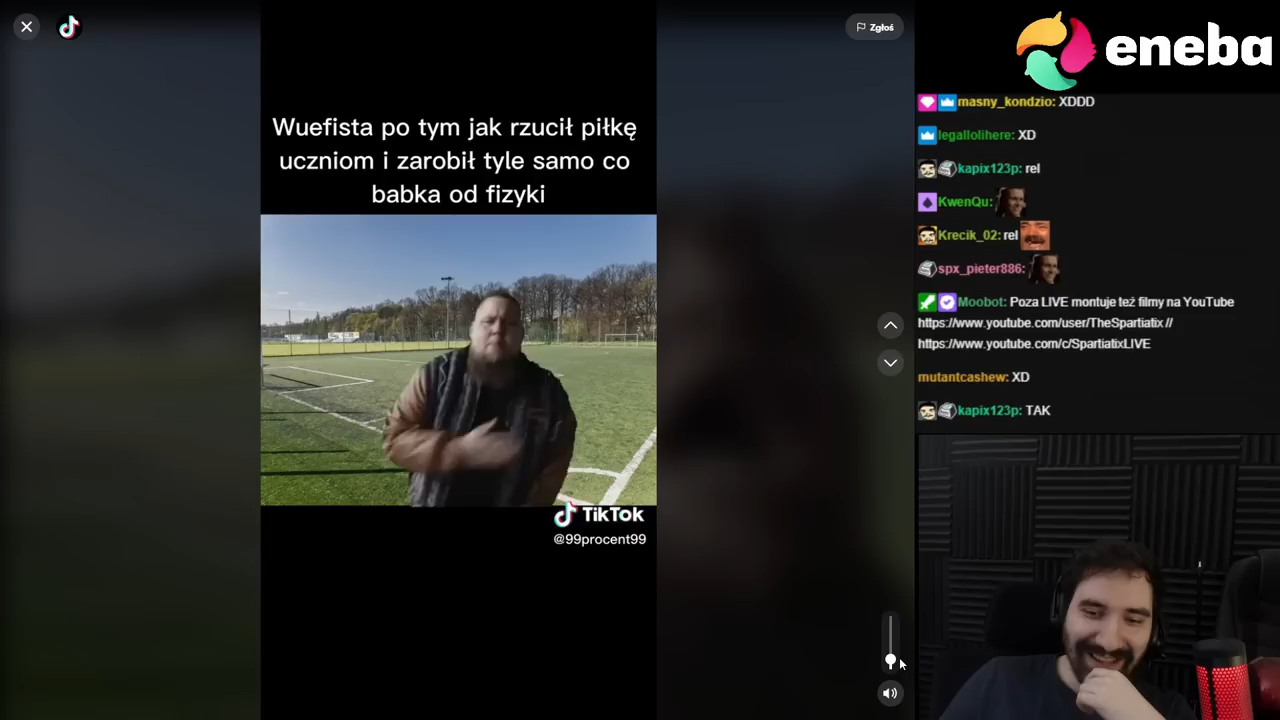 Zgłoś
Wuefista po tym jak rzucił piłkę
uczniom i zarobił tyle samo co
babka od fizyki
TikTok
@99procent99
eneba
masny_kondzio: XDDD
legallolihere: XD
kapix123p: rel
KwenQu:
Krecik_02: rel
spx_pieter886:
Moobot: Poza LIVE montuje też filmy na YouTube
https://www.youtube.com/user/TheSpartiatix //
https://www.youtube.com/c/SpartiatixLIVE
mutantcashew: XD
kapix123p: TAK